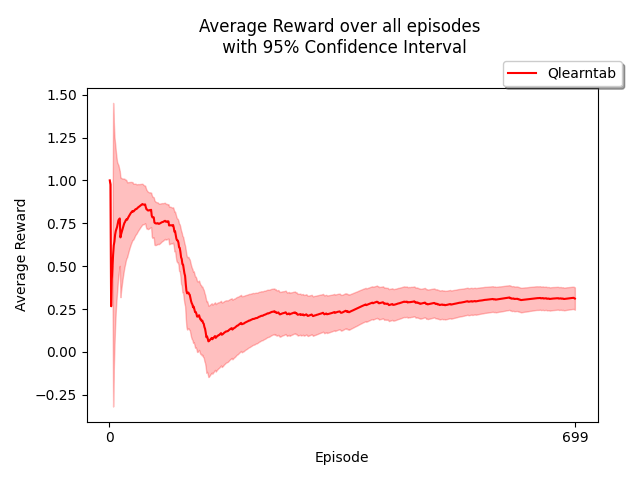 Average Reward over all episodes
with 95% Confidence Interval
Qlearntab
1.50
1.25
1.00
0.75
0.50
0.25
0.00
−0.25
Average Reward
0
699
Episode